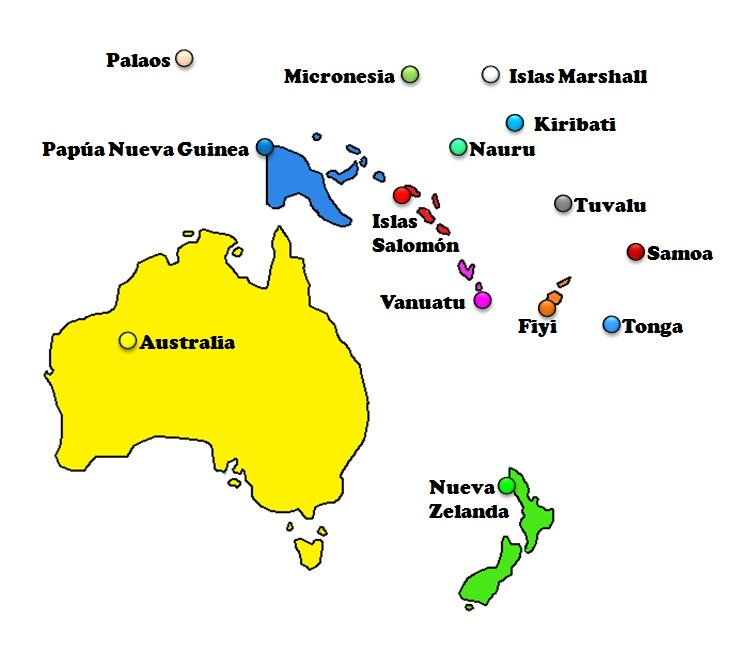 Palaos
Micronesia
Islas Marshall
Kiribati
Papúa Nueva Guinea
Nauru
Tuvalu
Islas
Salomón
Samoa
Vanuatu
Fiyi
Tonga
Australia
Nueva
Zelanda